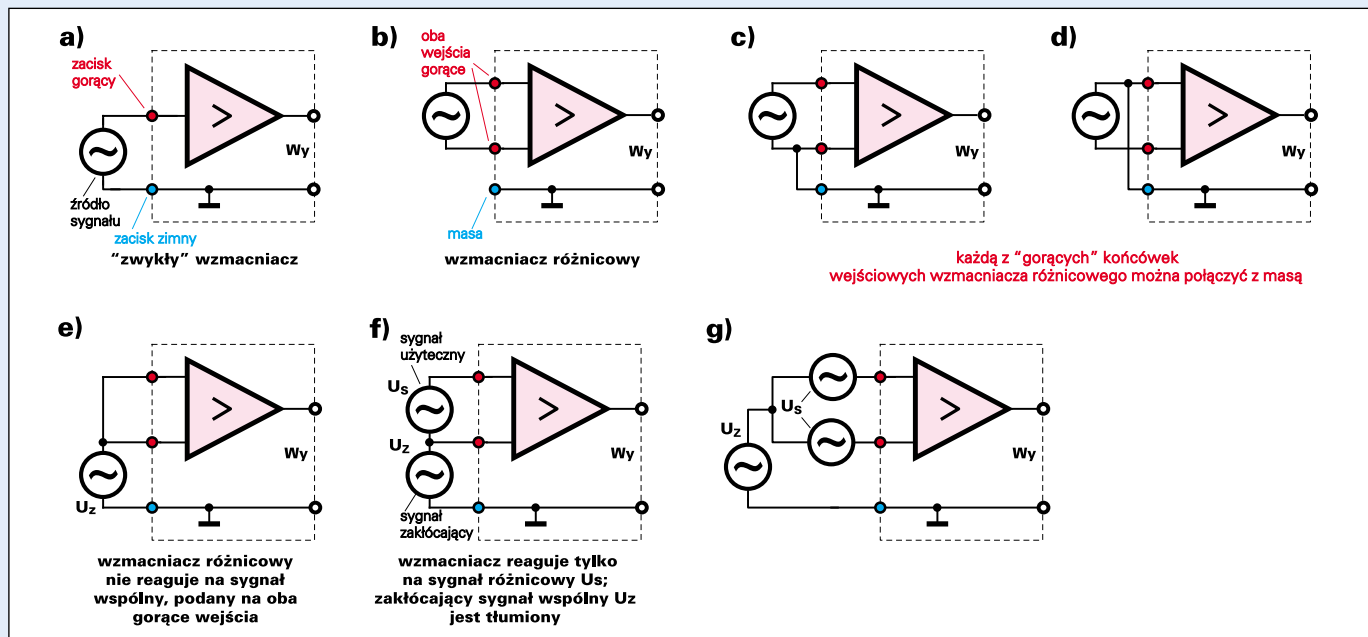 a)
zacisk
gorący
>
Wy
źródło
sygnału
zacisk zimny
“zwykły” wzmacniacz
b)
oba
wejścia
gorące
>
Wy
masa
wzmacniacz różnicowy
c)
>
Wy
d)
>
Wy
każdą z “gorących” końcówek
wejściowych wzmacniacza różnicowego można połączyć z masą
e)
>
Wy
Uz
wzmacniacz różnicowy
nie reaguje na sygnał
wspólny, podany na oba
gorące wejścia
f)
sygnał
użyteczny
Us
>
Uz
Wy
sygnał
zakłócający
wzmacniacz reaguje tylko
na sygnał różnicowy Us;
zakłócający sygnał wspólny Uz
jest tłumiony
g)
>
Us
Uz
Wy